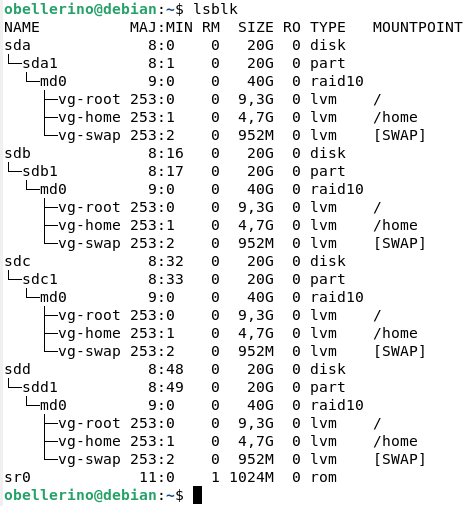 obellerino@debian:~$ lsblk
NAME          MAJ:MIN RM  SIZE RO TYPE   MOUNTPOINT
sda             8:0    0   20G  0 disk
└─sda1          8:1    0   20G  0 part
  └─md0         9:0    0   40G  0 raid10
    ├─vg-root 253:0    0  9,3G  0 lvm    /
    ├─vg-home 253:1    0  4,7G  0 lvm    /home
    └─vg-swap 253:2    0  952M  0 lvm    [SWAP]
sdb             8:16   0   20G  0 disk
└─sdb1          8:17   0   20G  0 part
  └─md0         9:0    0   40G  0 raid10
    ├─vg-root 253:0    0  9,3G  0 lvm    /
    ├─vg-home 253:1    0  4,7G  0 lvm    /home
    └─vg-swap 253:2    0  952M  0 lvm    [SWAP]
sdc             8:32   0   20G  0 disk
└─sdc1          8:33   0   20G  0 part
  └─md0         9:0    0   40G  0 raid10
    ├─vg-root 253:0    0  9,3G  0 lvm    /
    ├─vg-home 253:1    0  4,7G  0 lvm    /home
    └─vg-swap 253:2    0  952M  0 lvm    [SWAP]
sdd             8:48   0   20G  0 disk
└─sdd1          8:49   0   20G  0 part
  └─md0         9:0    0   40G  0 raid10
    ├─vg-root 253:0    0  9,3G  0 lvm    /
    ├─vg-home 253:1    0  4,7G  0 lvm    /home
    └─vg-swap 253:2    0  952M  0 lvm    [SWAP]
sr0            11:0    1 1024M  0 rom
obellerino@debian:~$